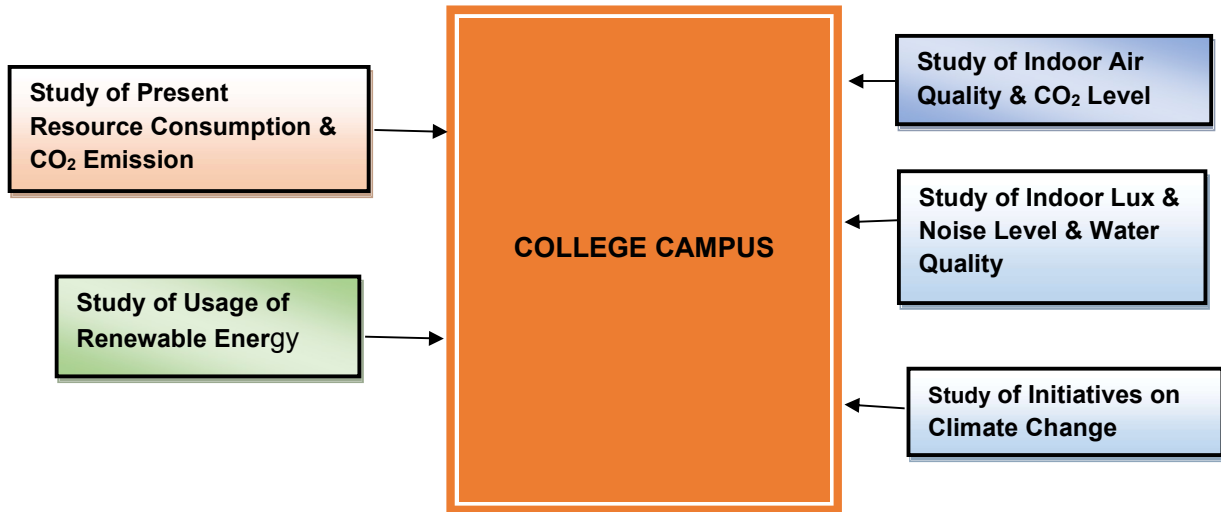 Study of Present
Resource Consumption &
CO₂ Emission
Study of Usage of
Renewable Energy
COLLEGE CAMPUS
Study of Indoor Air
Quality & CO₂ Level
Study of Indoor Lux &
Noise Level & Water
Quality
Study of Initiatives on
Climate Change